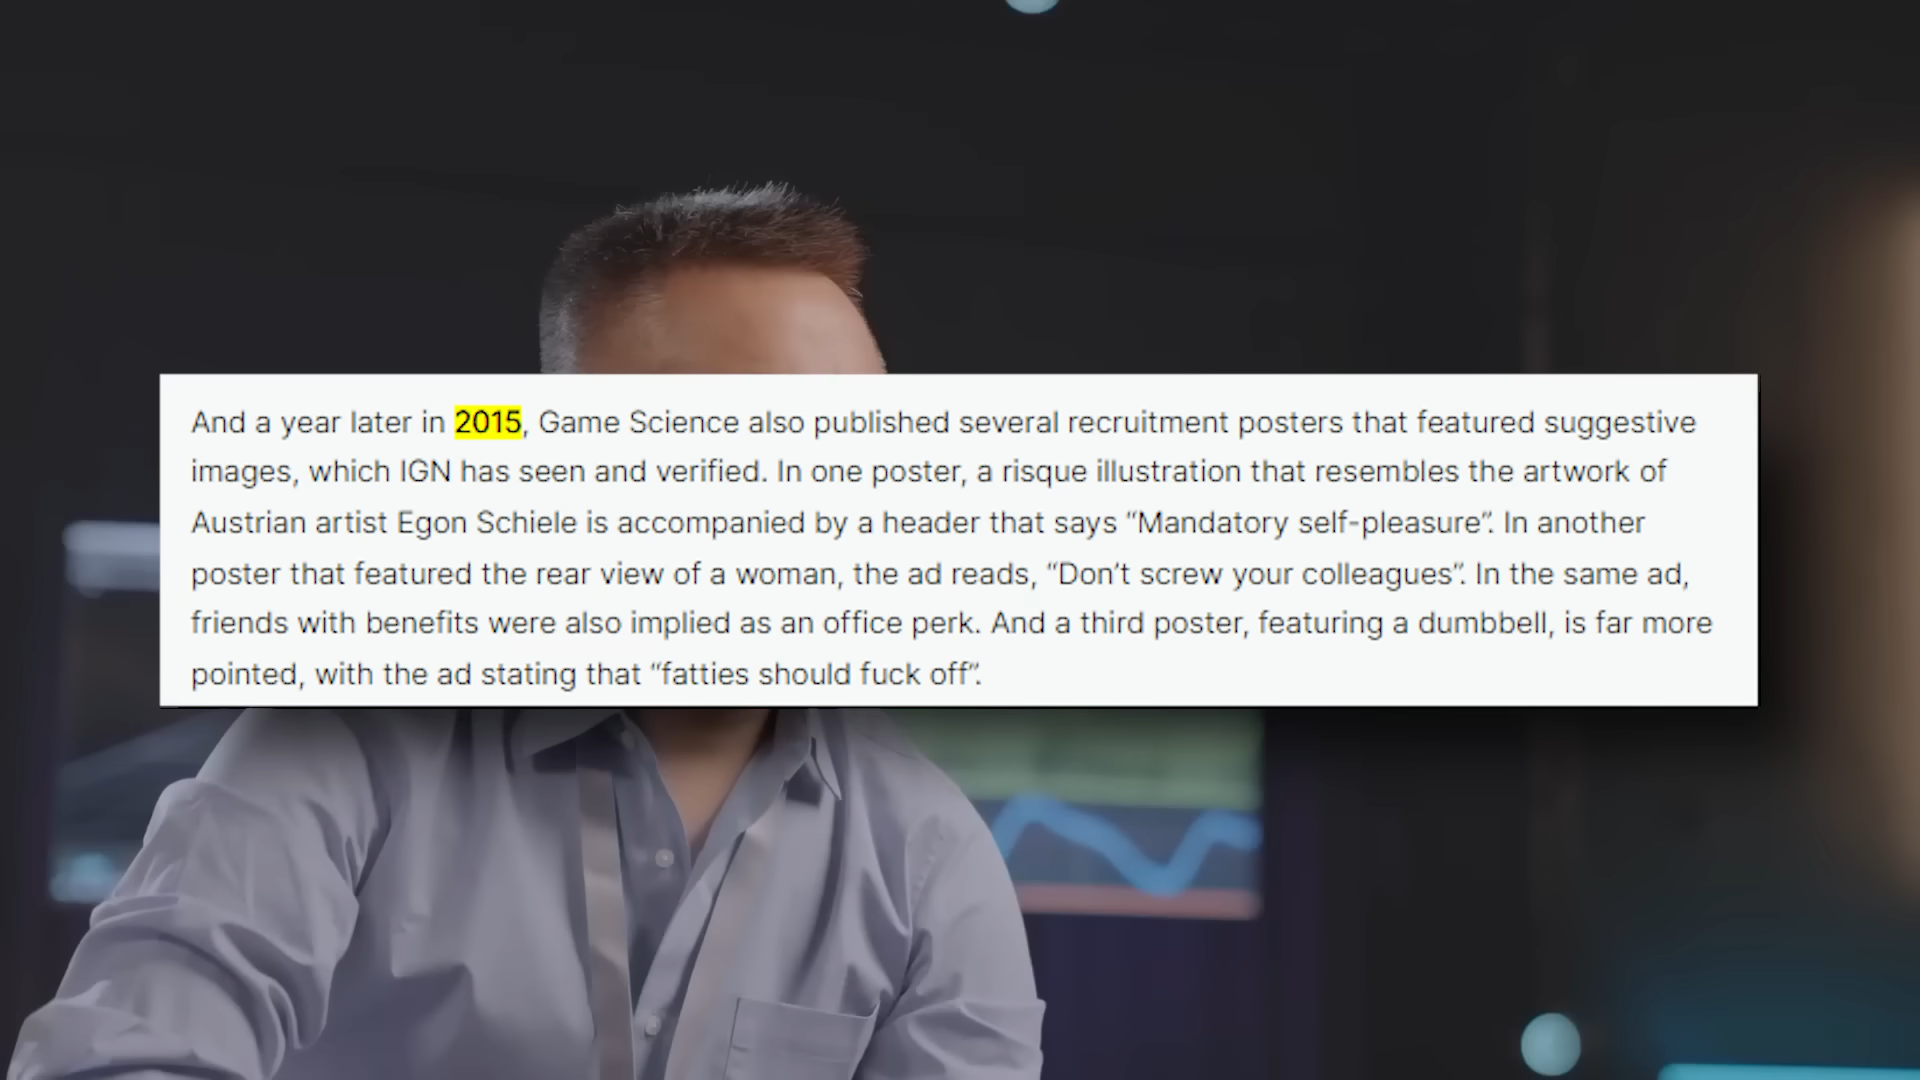 And a year later in 2015, Game Science also published several recruitment posters that featured suggestive
images, which IGN has seen and verified. In one poster, a risque illustration that resembles the artwork of
Austrian artist Egon Schiele is accompanied by a header that says “Mandatory self-pleasure”. In another
poster that featured the rear view of a woman, the ad reads, “Don’t screw your colleagues”. In the same ad,
friends with benefits were also implied as an office perk. And a third poster, featuring a dumbbell, is far more
pointed, with the ad stating that “fatties should fuck off”.